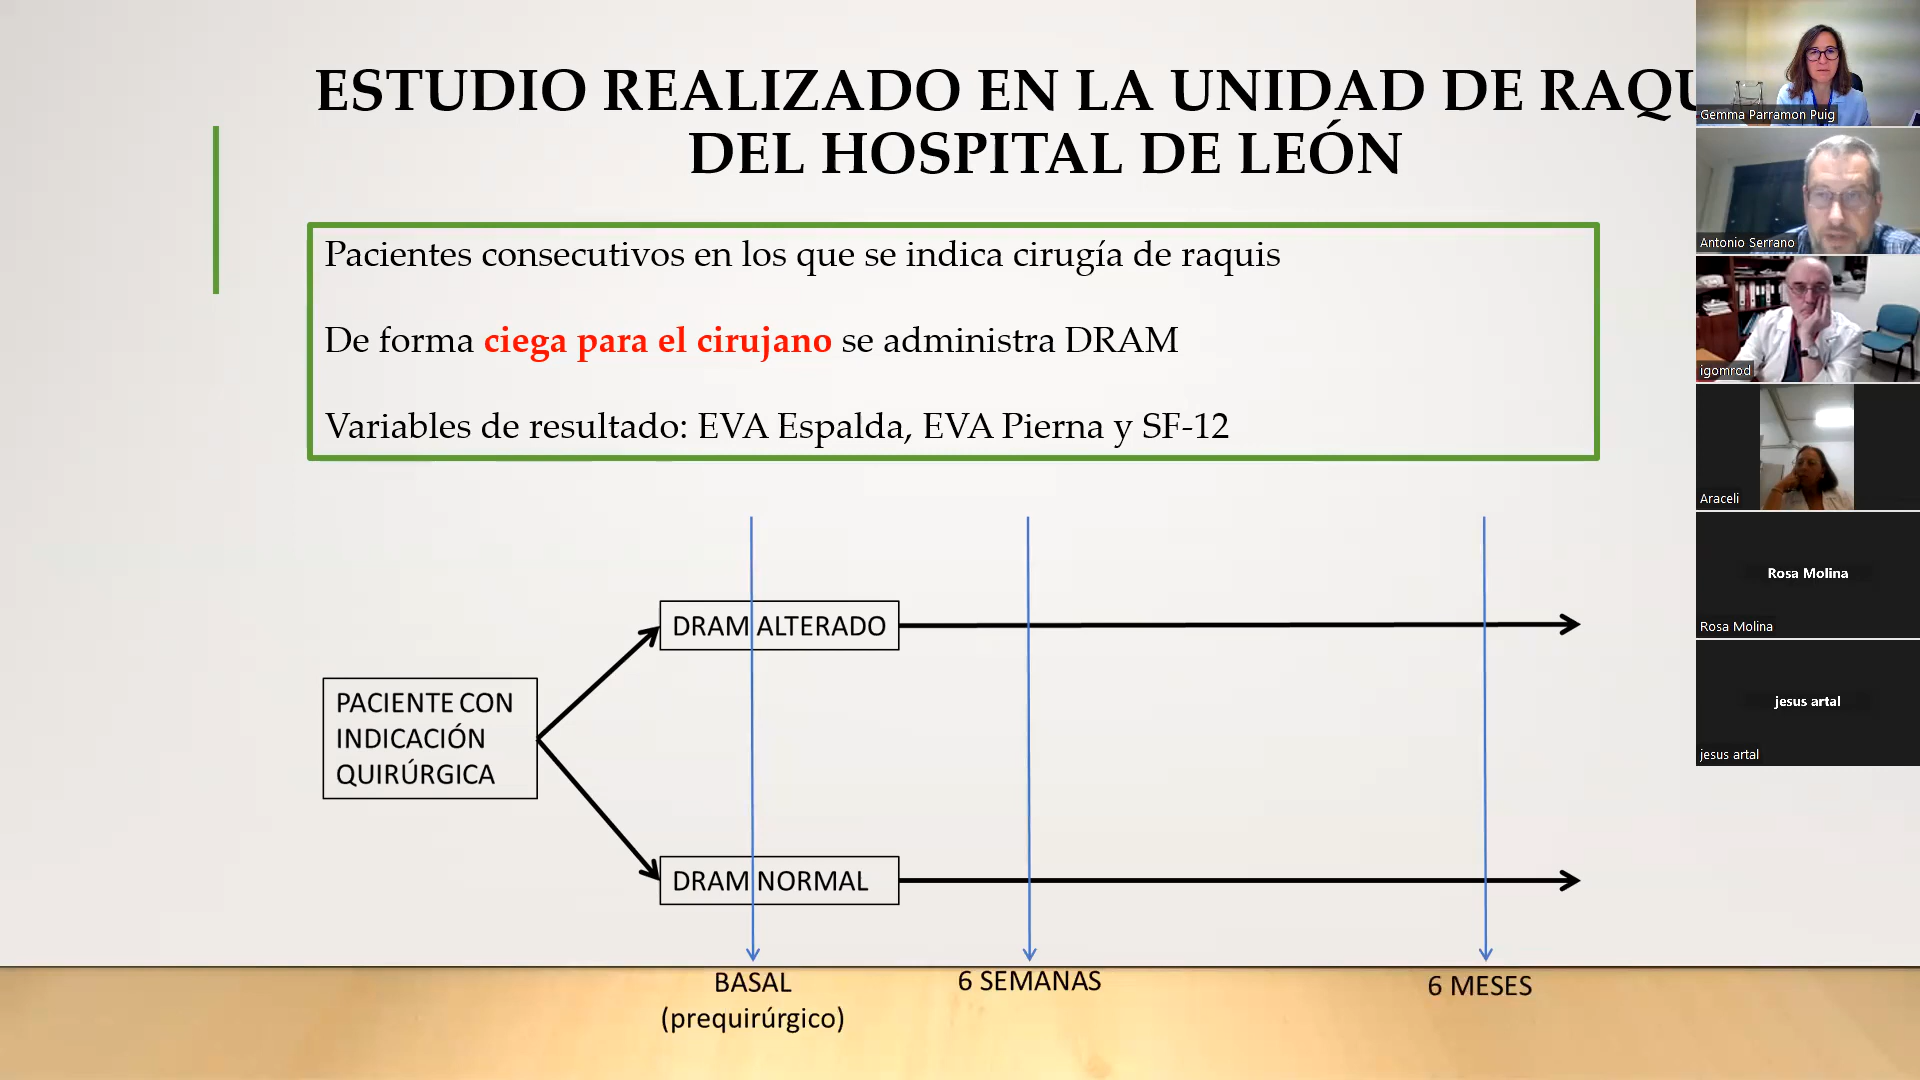 ESTUDIO REALIZADO EN LA UNIDAD DE RAQU
DEL HOSPITAL DE LEÓN
Pacientes consecutivos en los que se indica cirugía de raquis
De forma ciega para el cirujano se administra DRAM
Variables de resultado: EVA Espalda, EVA Pierna y SF-12
DRAM ALTERADO
PACIENTE CON
INDICACIÓN
QUIRÚRGICA
DRAM NORMAL
BASAL
(prequirúrgico)
6 SEMANAS
6 MESES
Gemma Parramon Puig
Antonio Serrano
igomrod
Araceli
Rosa Molina
Rosa Molina
jesus artal
jesus artal